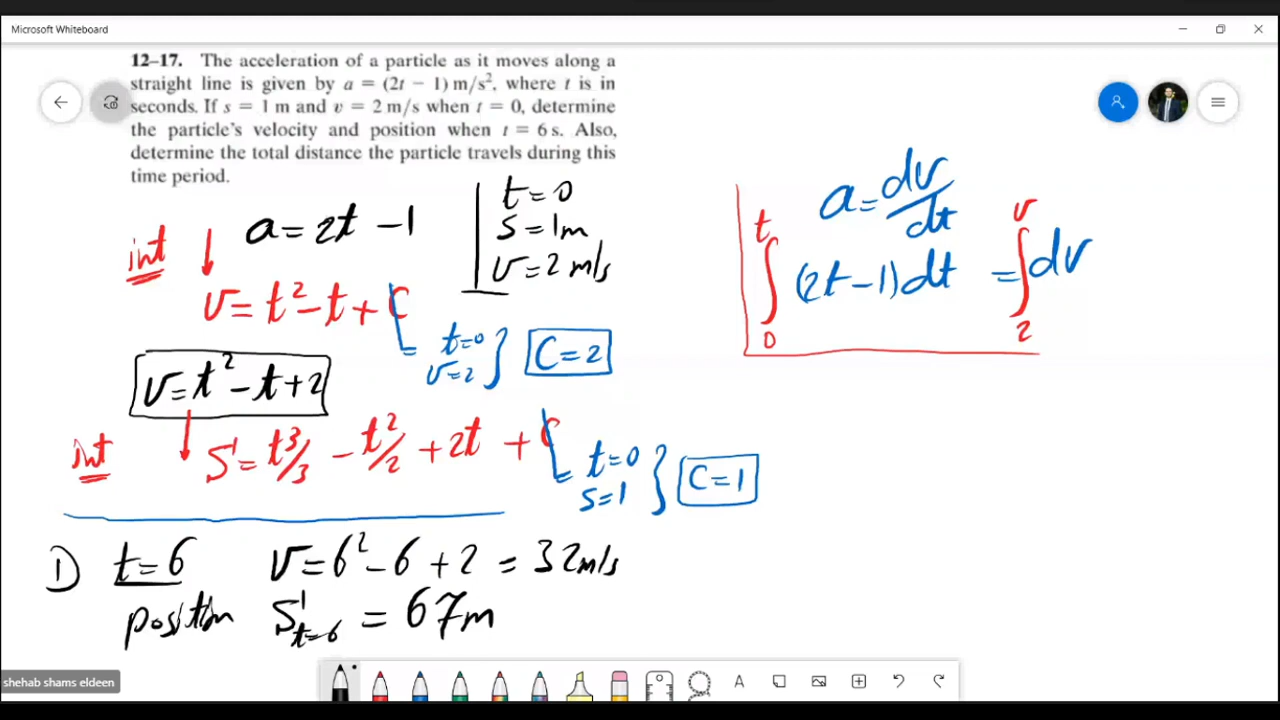 Microsoft Whiteboard
12–17. The acceleration of a particle as it moves along a
straight line is given by a = (2t − 1) m/s², where t is in
seconds. If s = 1 m and v = 2 m/s when t = 0, determine
the particle's velocity and position when t = 6 s. Also,
determine the total distance the particle travels during this
time period.
a = 2t − 1
t = 0
s = 1m
v = 2 m/s
int
v = t² − t + C
t=0
v=2
C = 2
v = t² − t + 2
int
S = t³/3 − t²/2 + 2t + C
= t=0
s=1
C = 1
1) t = 6 v = 6² − 6 + 2 = 32 m/s
position S t=6 = 67m
a = dv/dt
∫ t 0 (2t − 1) dt = ∫ v 2 dv
shehab shams eldeen
A